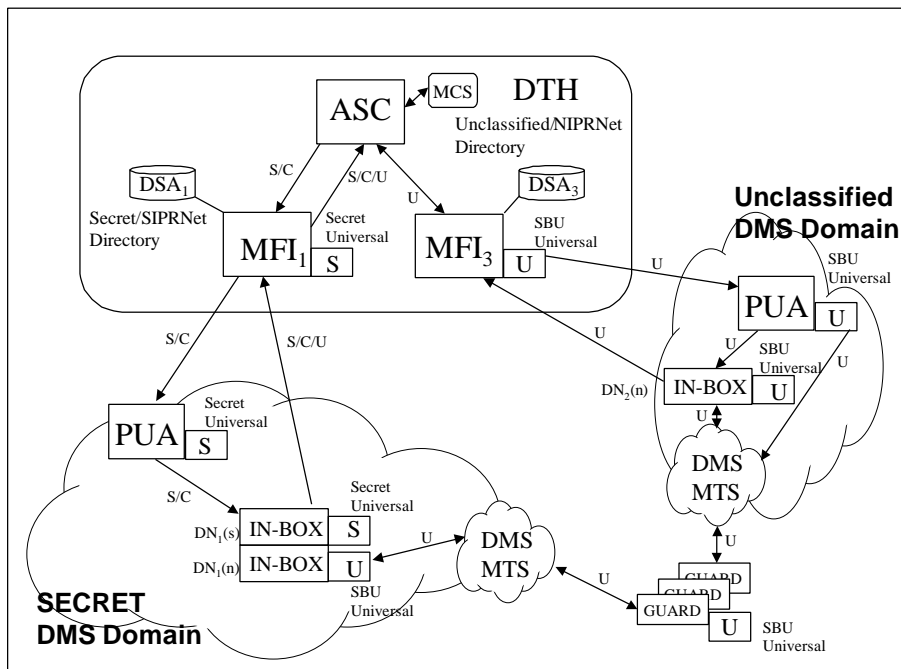 MCS
DTH
ASC
Unclassified/NIPRNet
Directory
S/C
S/C/U
U
DSA₁
DSA₃
Secret/SIPRNet
Directory
Secret
Universal
MFI₁
S
SBU
Universal
MFI₃
U
Unclassified
DMS Domain
U
SBU
Universal
PUA
U
S/C
S/C/U
U
U
SBU
Universal
U
DN₂(n)
IN-BOX
U
U
Secret
Universal
PUA
S
DMS
MTS
S/C
Secret
Universal
DN₁(s)
IN-BOX
S
U
DMS
MTS
U
DN₁(n)
IN-BOX
U
SBU
Universal
U
GUARD
GUARD
GUARD
U
SBU
Universal
SECRET
DMS Domain